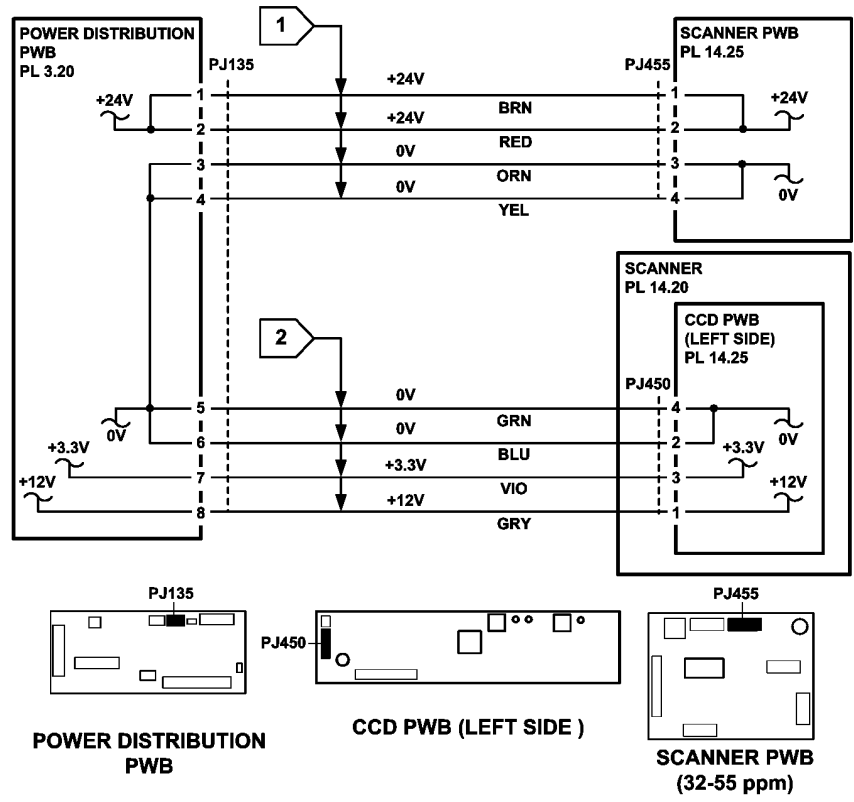 POWER DISTRIBUTION
PWB
PL 3.20
1
SCANNER PWB
PL 14.25
PJ135
PJ455
+24V
1
+24V
BRN
1
+24V
2
+24V
RED
2
3
0V
ORN
3
0V
4
0V
YEL
4
SCANNER
PL 14.20
2
CCD PWB
(LEFT SIDE)
PL 14.25
PJ450
0V
5
0V
GRN
4
0V
6
0V
BLU
2
+3.3V
7
+3.3V
VIO
3
+3.3V
+12V
8
+12V
GRY
1
+12V
PJ135
PJ450
PJ455
POWER DISTRIBUTION
PWB
CCD PWB (LEFT SIDE )
SCANNER PWB
(32-55 ppm)